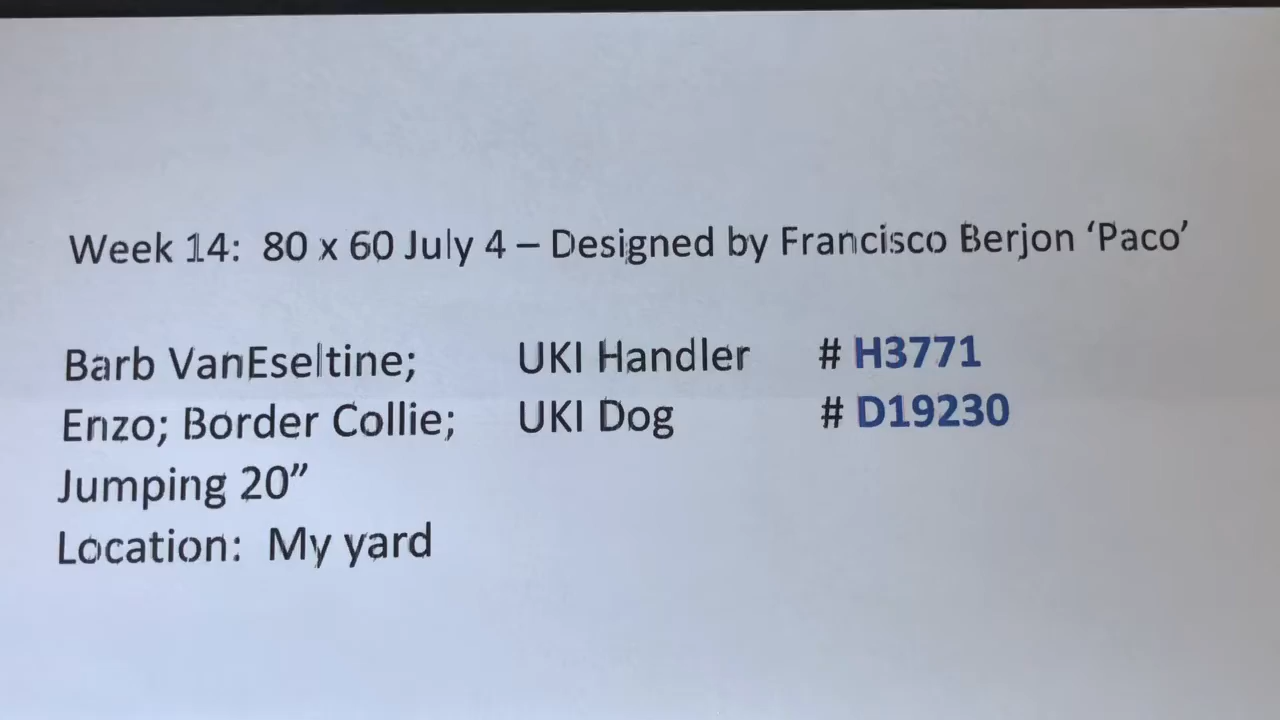 Week 14: 80 x 60 July 4 – Designed by Francisco Berjon ‘Paco’
Barb VanEseltine; UKI Handler # H3771
Enzo; Border Collie; UKI Dog # D19230
Jumping 20”
Location: My yard